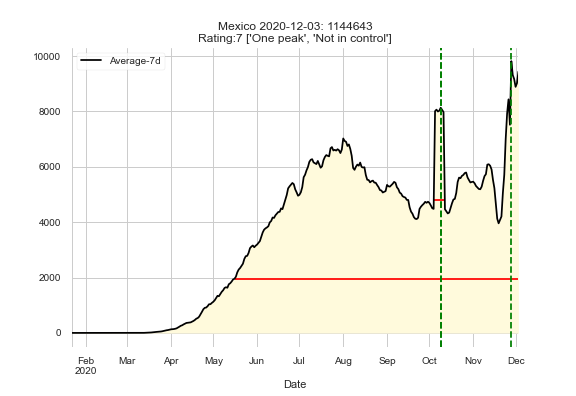 Mexico 2020-12-03: 1144643
Rating:7 ['One peak', 'Not in control']
Average-7d
10000
8000
6000
4000
2000
0
Feb Mar Apr May Jun Jul Aug Sep Oct Nov Dec
2020
Date